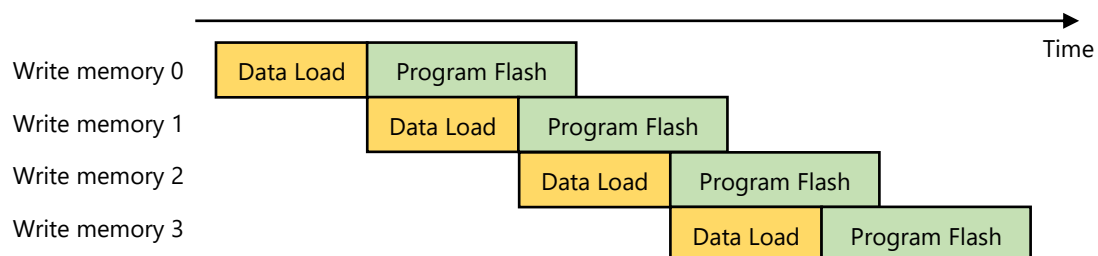 Time
Write memory 0 Data Load Program Flash
Write memory 1 Data Load Program Flash
Write memory 2 Data Load Program Flash
Write memory 3 Data Load Program Flash